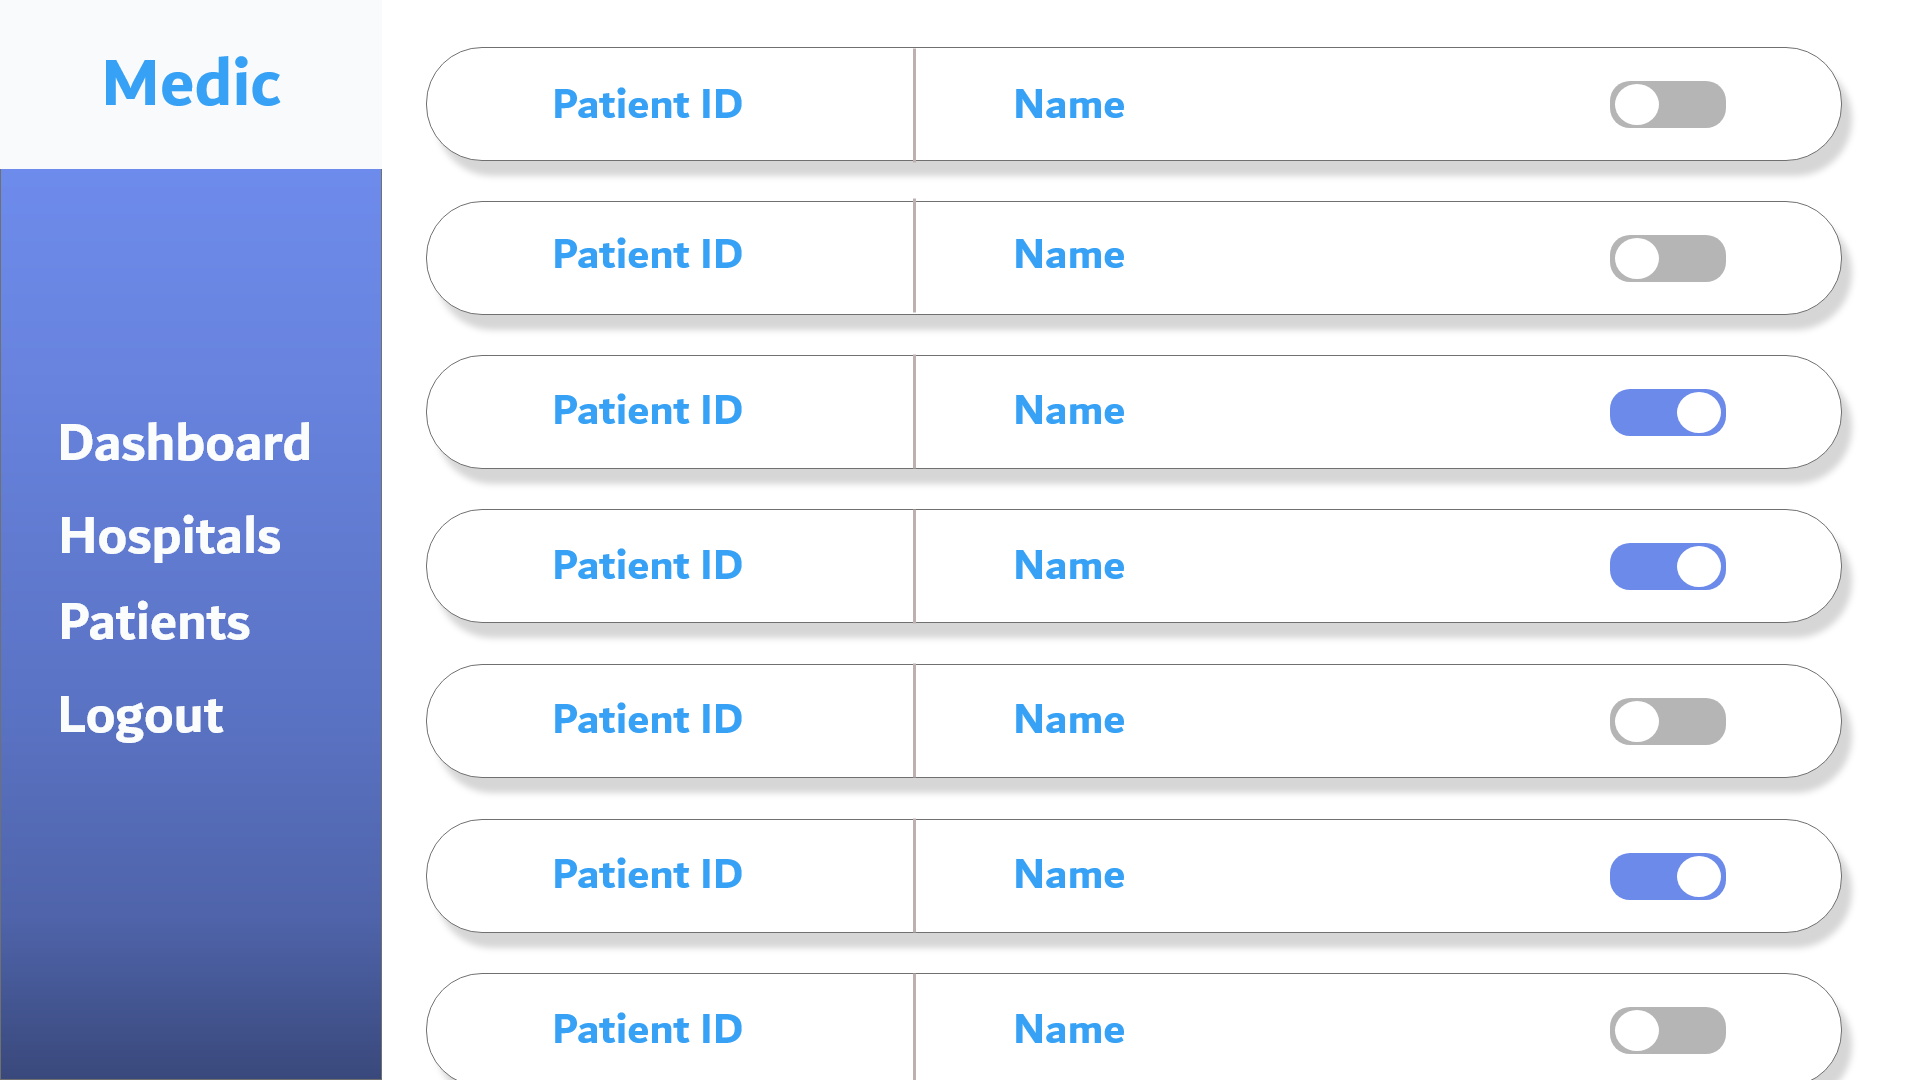 Medic
Dashboard
Hospitals
Patients
Logout
Patient ID Name
Patient ID Name
Patient ID Name
Patient ID Name
Patient ID Name
Patient ID Name
Patient ID Name